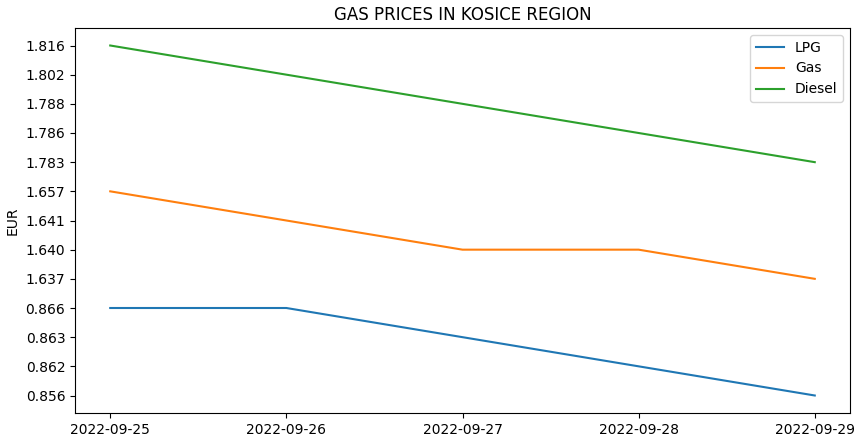 GAS PRICES IN KOSICE REGION
LPG
Gas
Diesel
EUR
1.816
1.802
1.788
1.786
1.783
1.657
1.641
1.640
1.637
0.866
0.863
0.862
0.856
2022-09-25 2022-09-26 2022-09-27 2022-09-28 2022-09-29